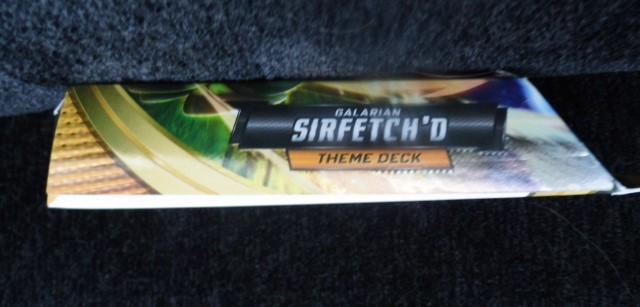 GALARIAN
SIRFETCH'D
THEME DECK